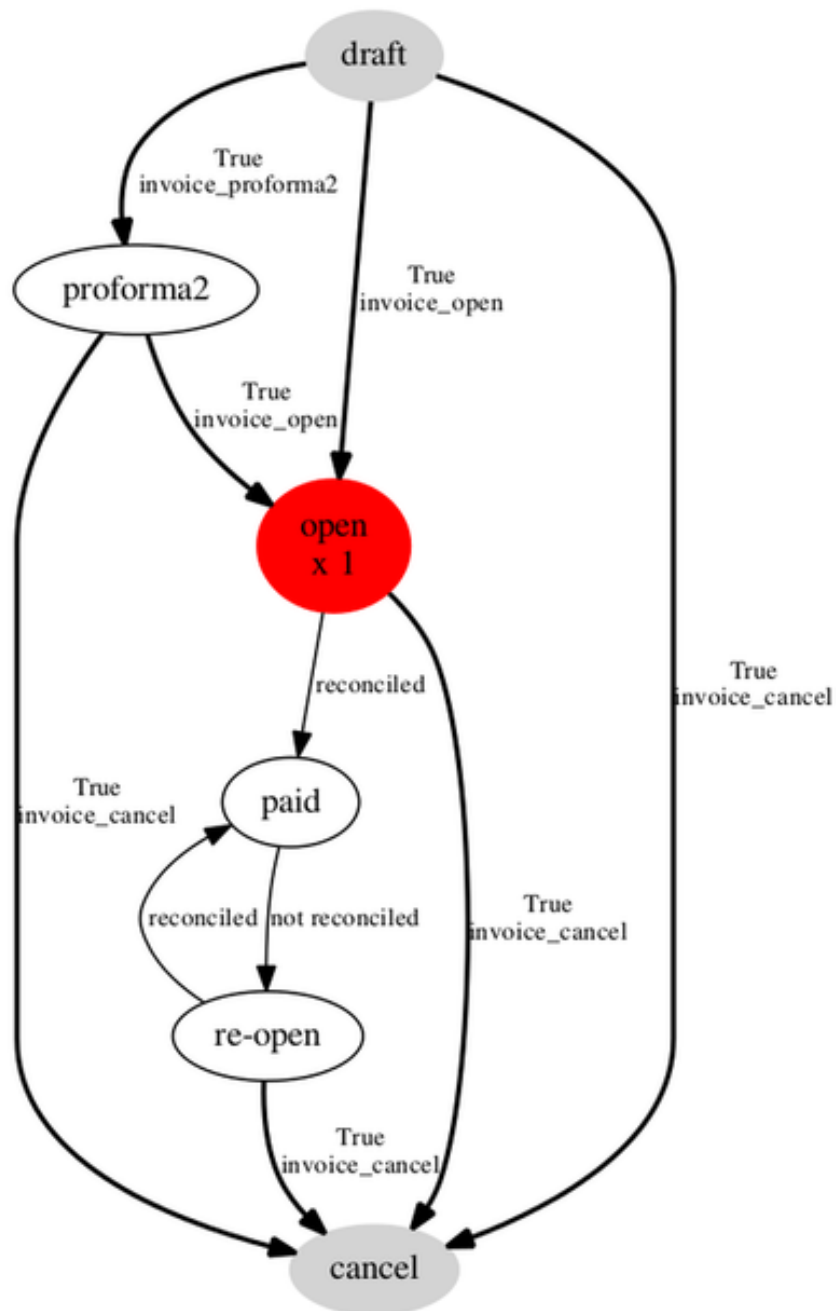 draft
True
invoice_proforma2
True
invoice_open
proforma2
True
invoice_open
open
x 1
True
invoice_cancel
reconciled
True
invoice_cancel
paid
reconciled
not reconciled
True
invoice_cancel
re-open
True
invoice_cancel
cancel